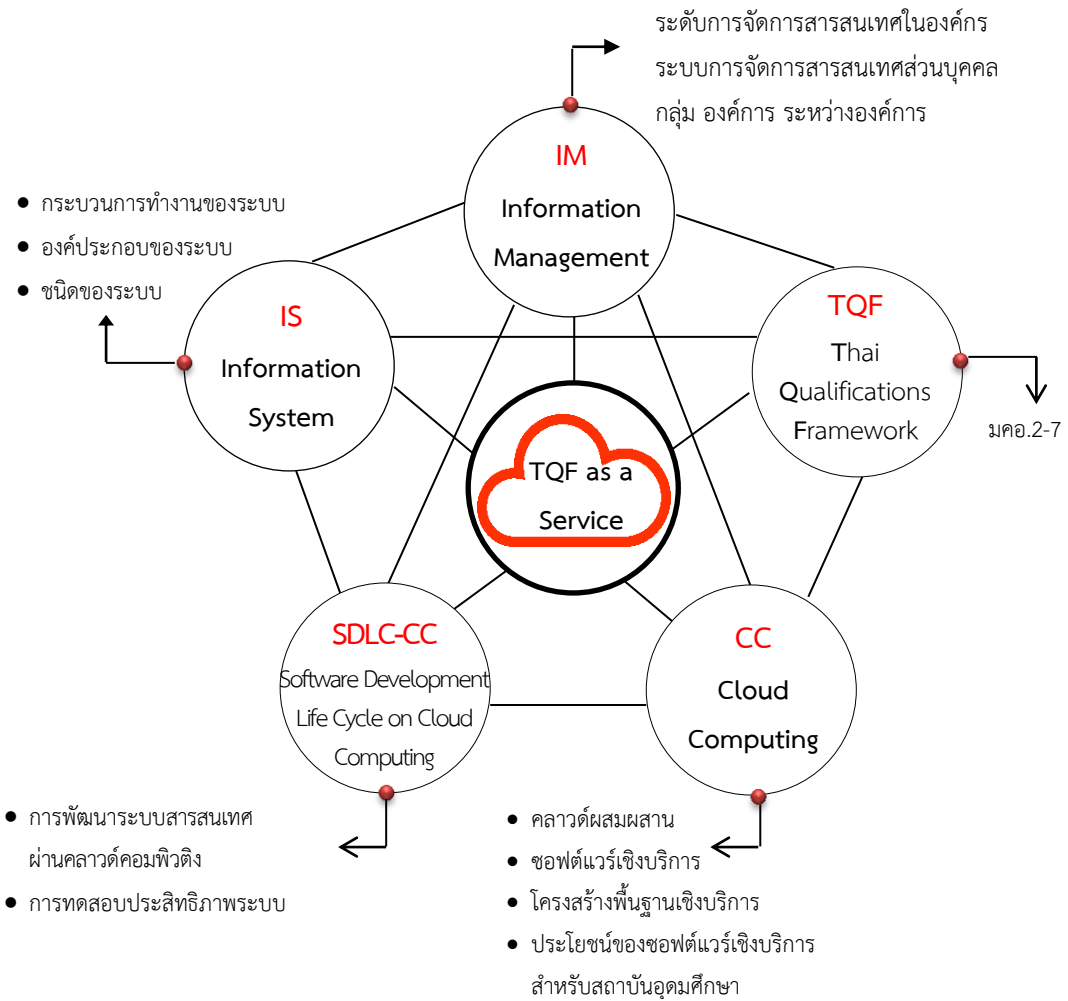 ระดับการจัดการสารสนเทศในองค์กร
ระบบการจัดการสารสนเทศส่วนบุคคล
กลุ่ม องค์การ ระหว่างองค์การ
IM
Information
Management
● กระบวนการทำงานของระบบ
● องค์ประกอบของระบบ
● ชนิดของระบบ
IS
Information
System
TQF
Thai
Qualifications
Framework
มคอ.2-7
TQF as a
Service
SDLC-CC
Software Development
Life Cycle on Cloud
Computing
CC
Cloud
Computing
● การพัฒนาระบบสารสนเทศ
ผ่านคลาวด์คอมพิวติง
● การทดสอบประสิทธิภาพระบบ
● คลาวด์ผสมผสาน
● ซอฟต์แวร์เชิงบริการ
● โครงสร้างพื้นฐานเชิงบริการ
● ประโยชน์ของซอฟต์แวร์เชิงบริการ
สำหรับสถาบันอุดมศึกษา